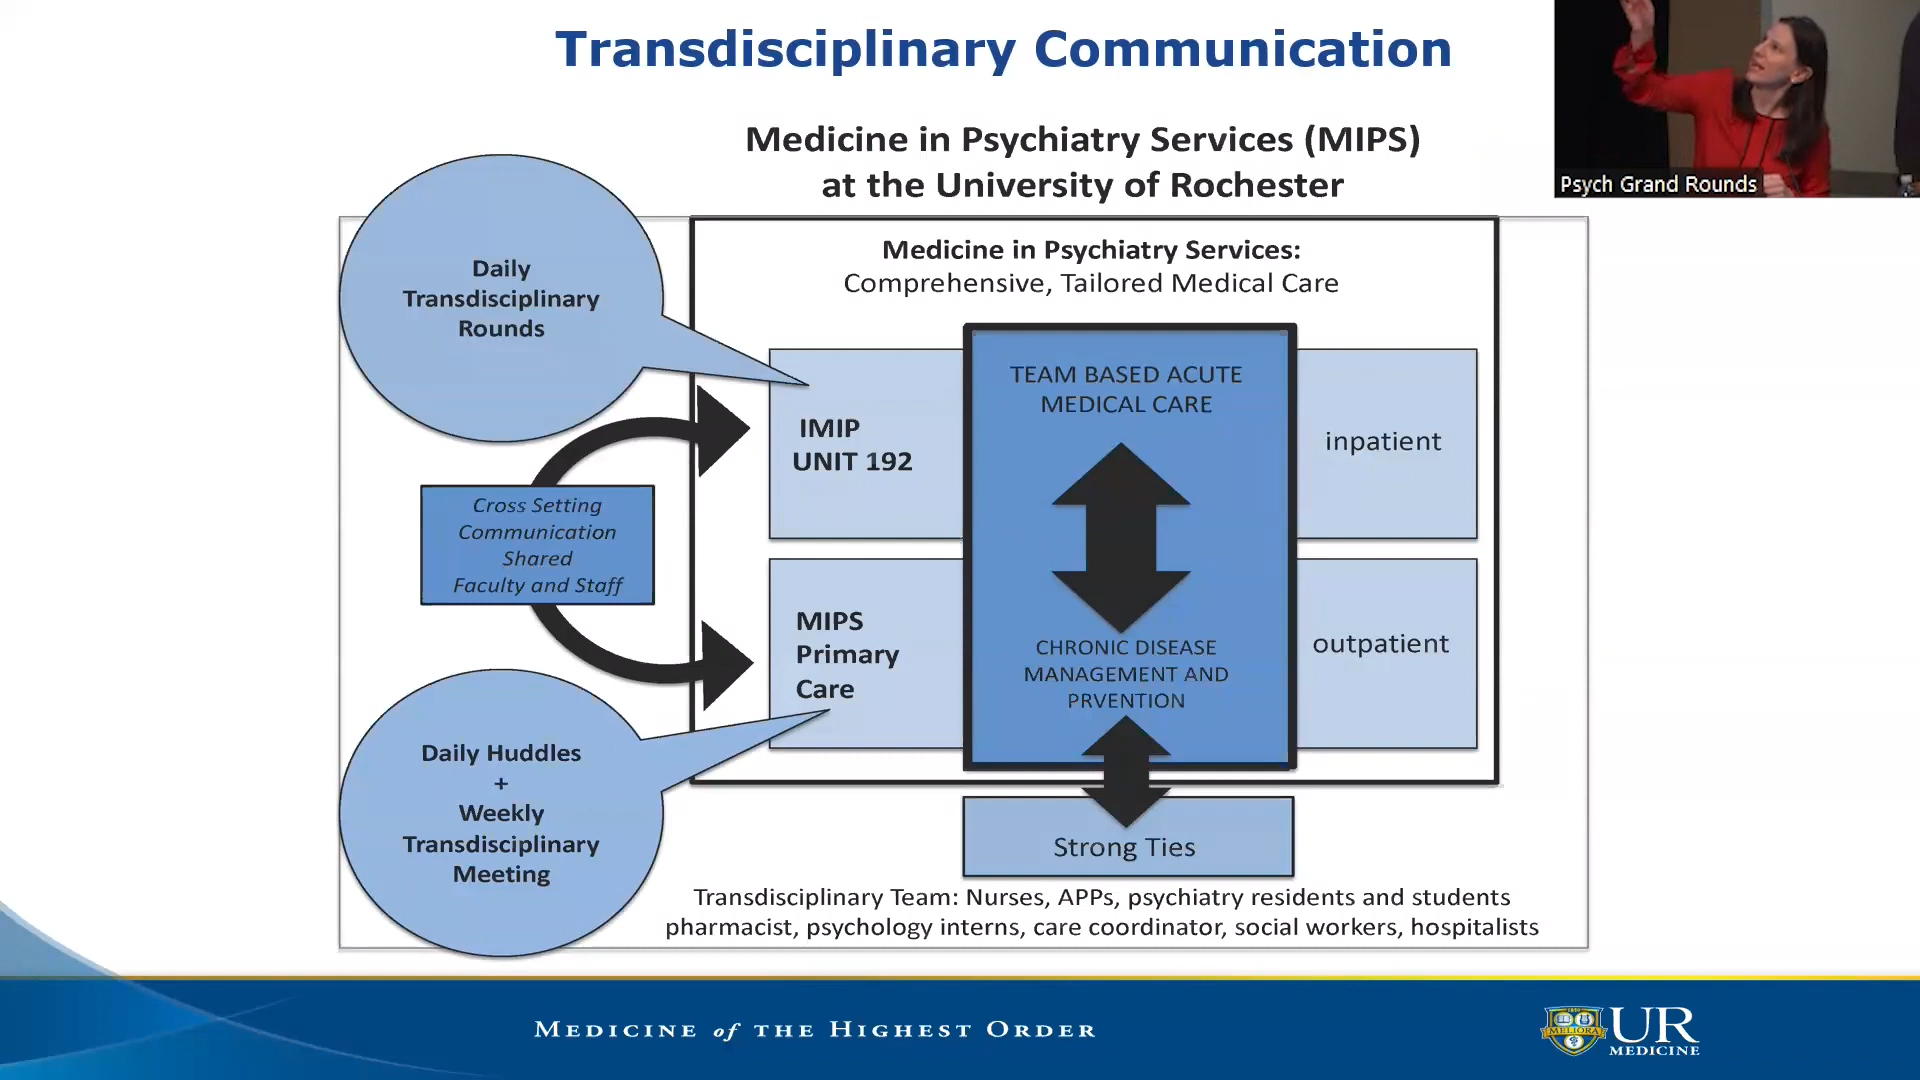 Transdisciplinary Communication
Psych Grand Rounds
Medicine in Psychiatry Services (MIPS)
at the University of Rochester
Medicine in Psychiatry Services:
Comprehensive, Tailored Medical Care
Daily
Transdisciplinary
Rounds
IMIP
UNIT 192
TEAM BASED ACUTE
MEDICAL CARE
inpatient
Cross Setting
Communication
Shared
Faculty and Staff
MIPS
Primary
Care
CHRONIC DISEASE
MANAGEMENT AND
PRVENTION
outpatient
Daily Huddles
+
Weekly
Transdisciplinary
Meeting
Strong Ties
Transdisciplinary Team: Nurses, APPs, psychiatry residents and students
pharmacist, psychology interns, care coordinator, social workers, hospitalists
MEDICINE of THE HIGHEST ORDER
MELIORA
UR
MEDICINE